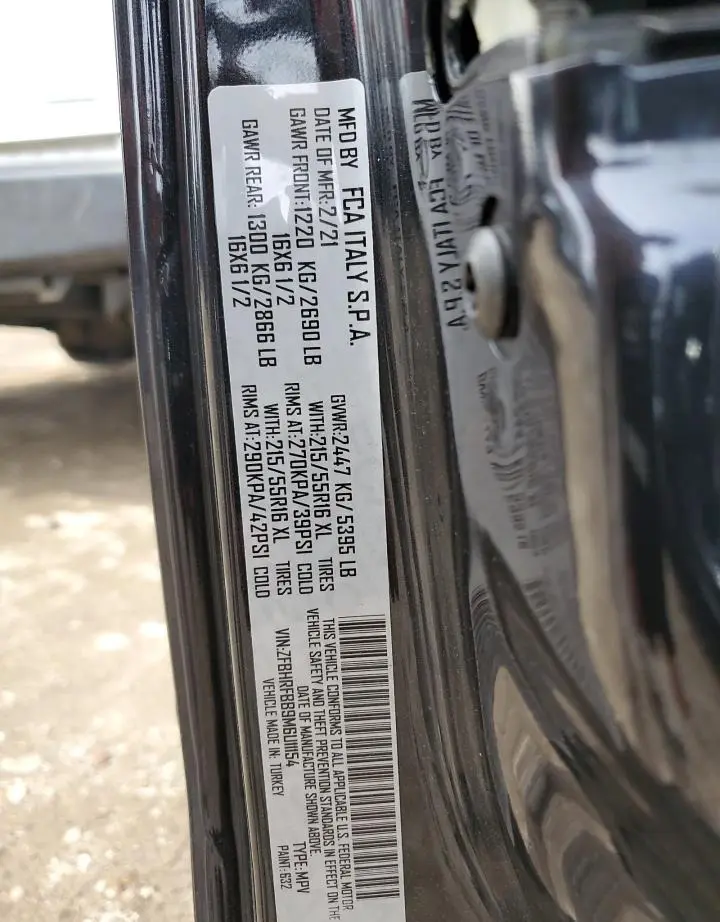 MFD BY FCA ITALY S.P.A.
DATE OF MFR:2/21 GVWR:2447 KG/5395 LB
GAWR FRONT:1220 KG/2690 LB WITH:215/55R16 XL TIRES
16X6 1/2 RIMS AT:270KPA/39PSI COLD
GAWR REAR: 1300 KG/2866 LB WITH:215/55R16 XL TIRES
16X6 1/2 RIMS AT:290KPA/42PSI COLD
THIS VEHICLE CONFORMS TO ALL APPLICABLE U.S. FEDERAL MOTOR
VEHICLE SAFETY AND THEFT PREVENTION STANDARDS IN EFFECT ON THE
DATE OF MANUFACTURE SHOWN ABOVE.
VIN:ZFBHRFBB9M6U11154 TYPE:MPV
VEHICLE MADE IN: TURKEY PAINT:632